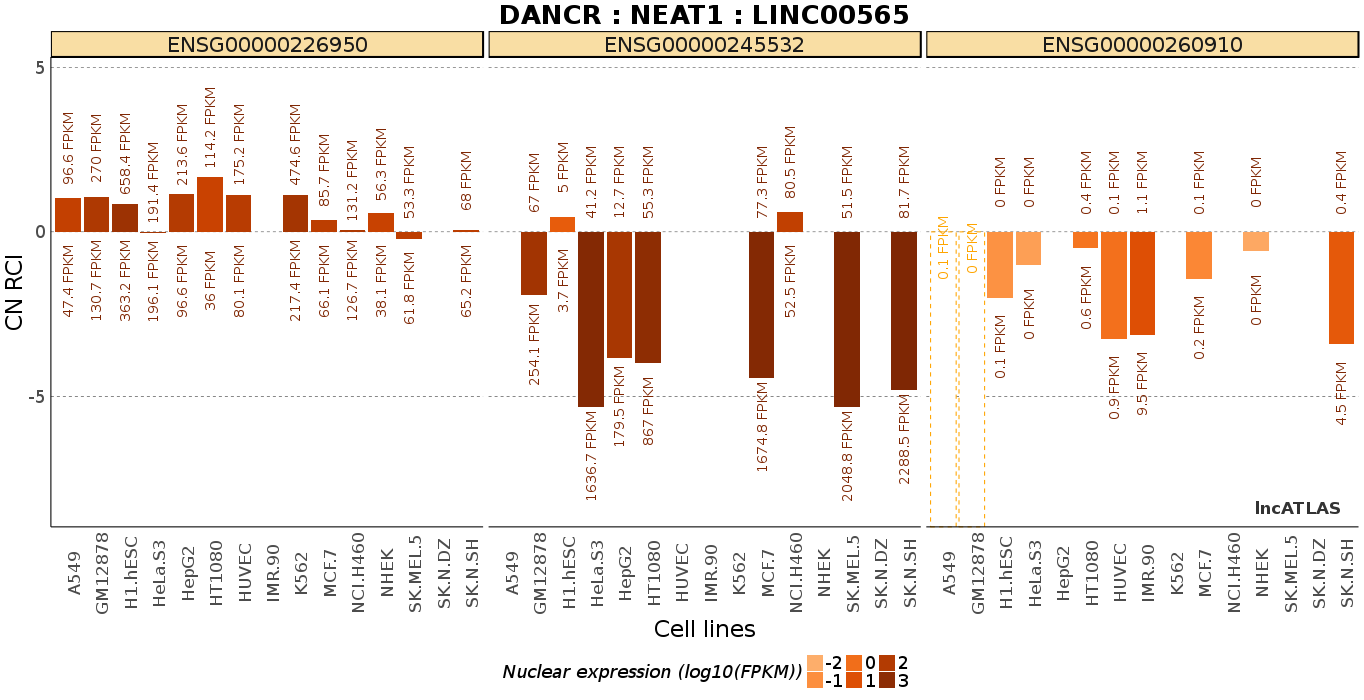 DANCR : NEAT1 : LINC00565
ENSG00000226950
ENSG00000245532
ENSG00000260910
CN RCI
5
0
-5
96.6 FPKM
270 FPKM
658.4 FPKM
191.4 FPKM
213.6 FPKM
114.2 FPKM
175.2 FPKM
474.6 FPKM
85.7 FPKM
131.2 FPKM
56.3 FPKM
53.3 FPKM
68 FPKM
47.4 FPKM
130.7 FPKM
363.2 FPKM
196.1 FPKM
96.6 FPKM
36 FPKM
80.1 FPKM
217.4 FPKM
66.1 FPKM
126.7 FPKM
38.1 FPKM
61.8 FPKM
65.2 FPKM
67 FPKM
5 FPKM
41.2 FPKM
12.7 FPKM
55.3 FPKM
77.3 FPKM
80.5 FPKM
51.5 FPKM
81.7 FPKM
254.1 FPKM
3.7 FPKM
1636.7 FPKM
179.5 FPKM
867 FPKM
1674.8 FPKM
52.5 FPKM
2048.8 FPKM
2288.5 FPKM
0.1 FPKM
0 FPKM
0 FPKM
0 FPKM
0.4 FPKM
0.1 FPKM
1.1 FPKM
0.1 FPKM
0 FPKM
0.4 FPKM
0.1 FPKM
0 FPKM
0.6 FPKM
0.9 FPKM
9.5 FPKM
0.2 FPKM
0 FPKM
4.5 FPKM
lncATLAS
A549
GM12878
H1.hESC
HeLa.S3
HepG2
HT1080
HUVEC
IMR.90
K562
MCF.7
NCI.H460
NHEK
SK.MEL.5
SK.N.DZ
SK.N.SH
A549
GM12878
H1.hESC
HeLa.S3
HepG2
HT1080
HUVEC
IMR.90
K562
MCF.7
NCI.H460
NHEK
SK.MEL.5
SK.N.DZ
SK.N.SH
A549
GM12878
H1.hESC
HeLa.S3
HepG2
HT1080
HUVEC
IMR.90
K562
MCF.7
NCI.H460
NHEK
SK.MEL.5
SK.N.DZ
SK.N.SH
Cell lines
Nuclear expression (log10(FPKM))
-2 0 2
-1 1 3